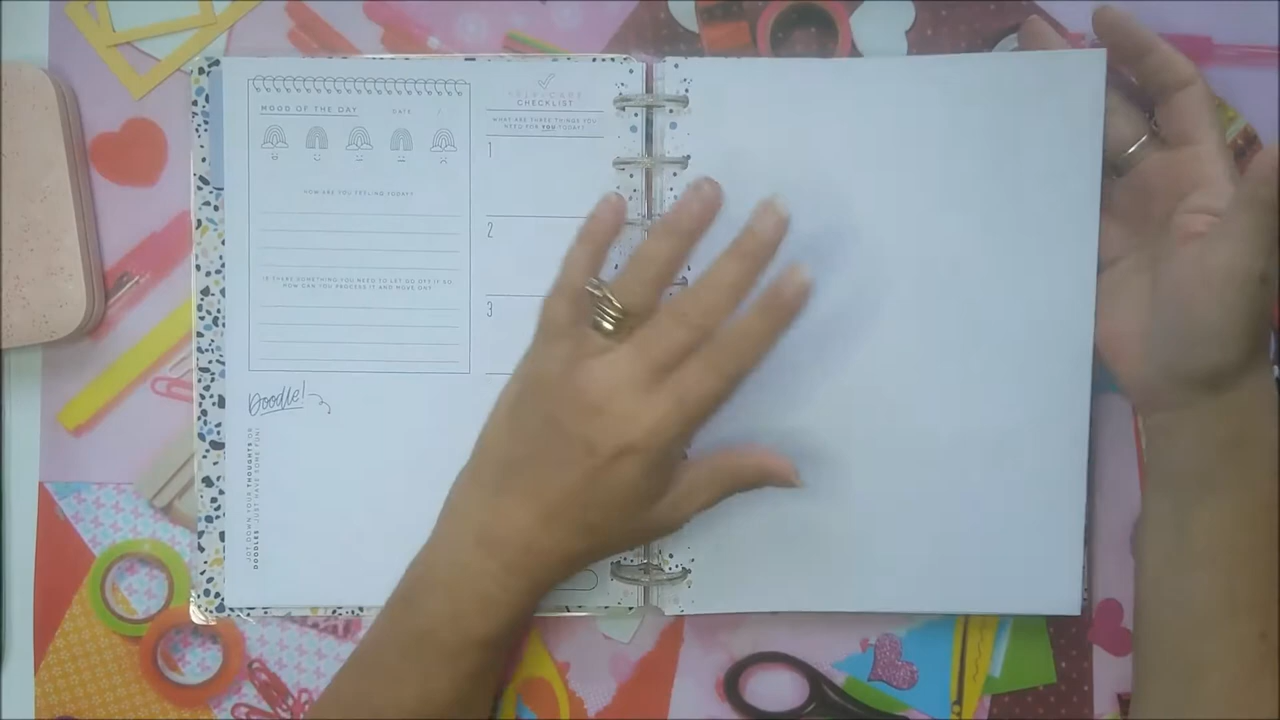 MOOD OF THE DAY
DATE / /
HOW ARE YOU FEELING TODAY?
IS THERE SOMETHING YOU NEED TO LET GO OF? IF SO
HOW CAN YOU PROCESS IT AND MOVE ON?
Doodle!
JOT DOWN YOUR THOUGHTS OR
DOODLES. JUST HAVE SOME FUN!
SELF-CARE
CHECKLIST
WHAT ARE THREE THINGS YOU
NEED FOR YOU TODAY?
1
2
3